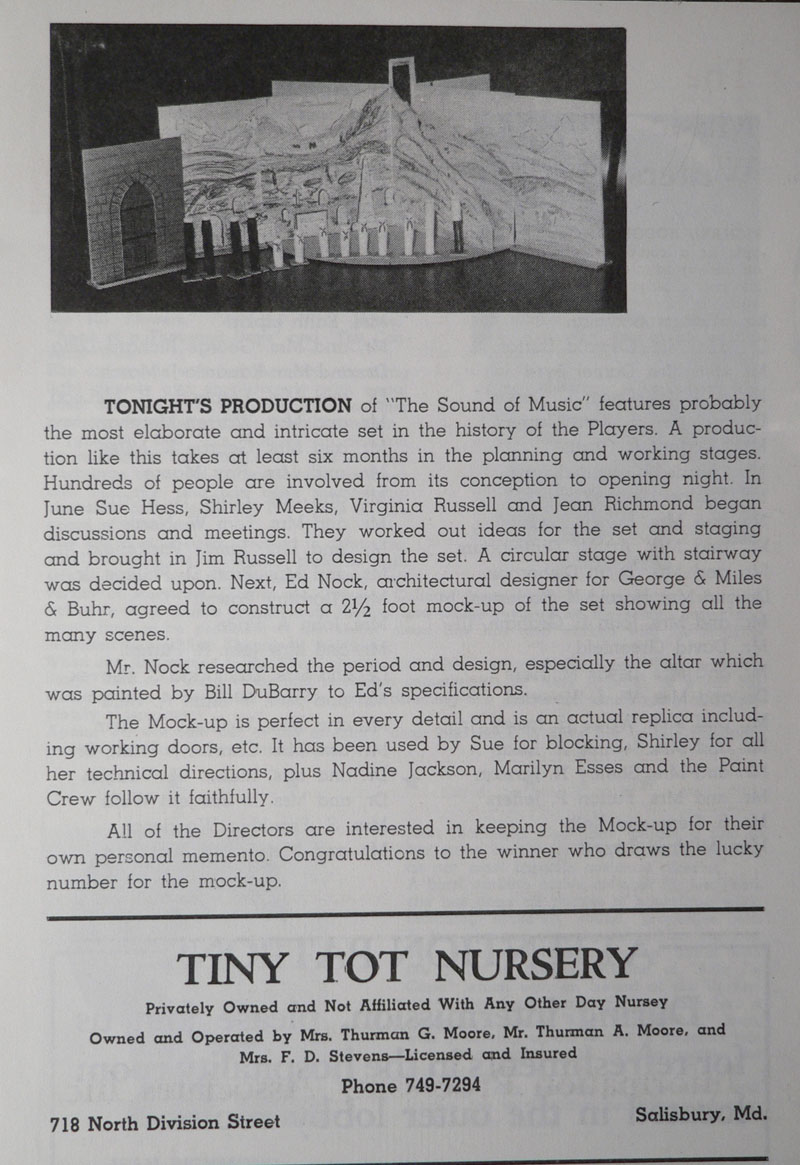 TONIGHT'S PRODUCTION of "The Sound of Music" features probably
the most elaborate and intricate set in the history of the Players. A produc-
tion like this takes at least six months in the planning and working stages.
Hundreds of people are involved from its conception to opening night. In
June Sue Hess, Shirley Meeks, Virginia Russell and Jean Richmond began
discussions and meetings. They worked out ideas for the set and staging
and brought in Jim Russell to design the set. A circular stage with stairway
was decided upon. Next, Ed Nock, architectural designer for George & Miles
& Buhr, agreed to construct a 2½ foot mock-up of the set showing all the
many scenes.
Mr. Nock researched the period and design, especially the altar which
was painted by Bill DuBarry to Ed's specifications.
The Mock-up is perfect in every detail and is an actual replica includ-
ing working doors, etc. It has been used by Sue for blocking, Shirley for all
her technical directions, plus Nadine Jackson, Marilyn Esses and the Paint
Crew follow it faithfully.
All of the Directors are interested in keeping the Mock-up for their
own personal memento. Congratulations to the winner who draws the lucky
number for the mock-up.
TINY TOT NURSERY
Privately Owned and Not Affiliated With Any Other Day Nursey
Owned and Operated by Mrs. Thurman G. Moore, Mr. Thurman A. Moore, and
Mrs. F. D. Stevens—Licensed and Insured
Phone 749-7294
718 North Division Street Salisbury, Md.